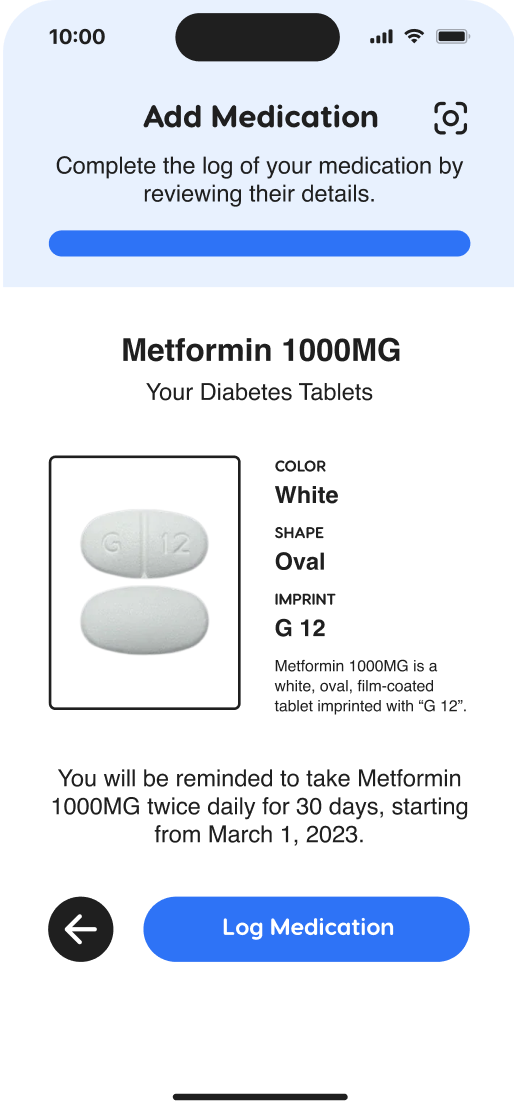 10:00
Add Medication
Complete the log of your medication by
reviewing their details.
Metformin 1000MG
Your Diabetes Tablets
G 12
COLOR
White
SHAPE
Oval
IMPRINT
G 12
Metformin 1000MG is a
white, oval, film-coated
tablet imprinted with “G 12”.
You will be reminded to take Metformin
1000MG twice daily for 30 days, starting
from March 1, 2023.
Log Medication